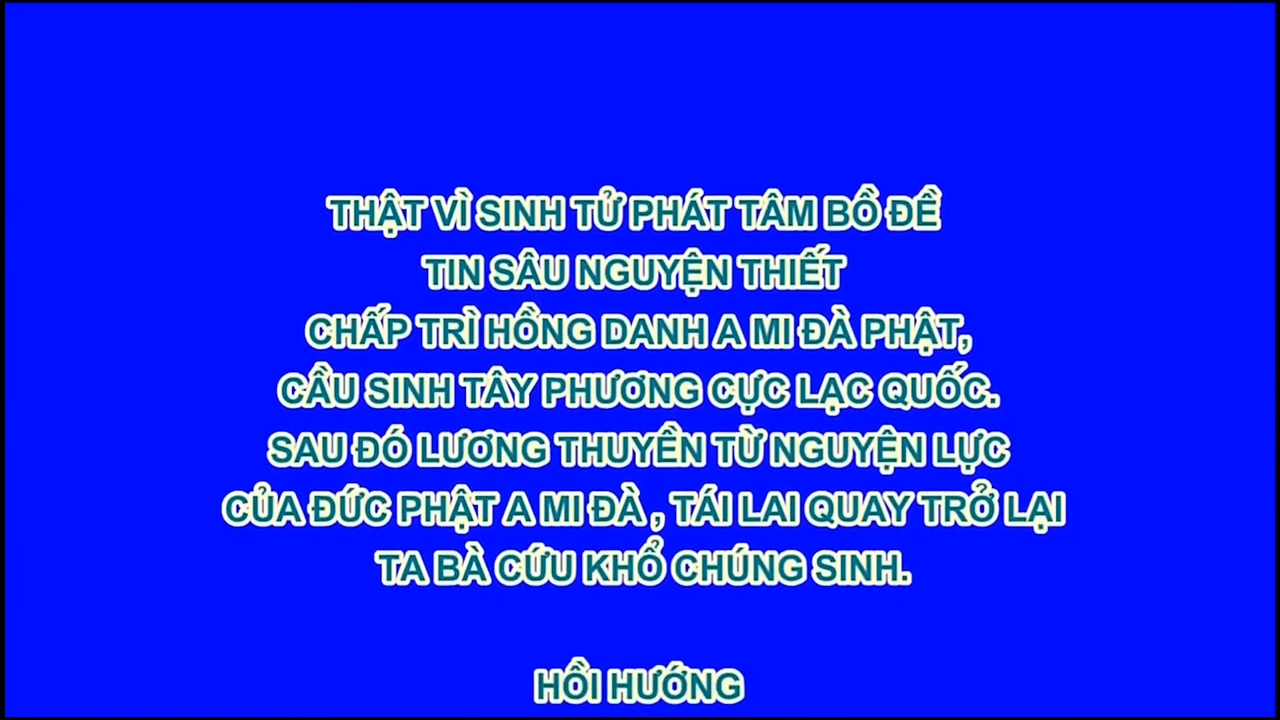 THẬT VÌ SINH TỬ PHÁT TÂM BỒ ĐỀ
TIN SÂU NGUYỆN THIẾT
CHẤP TRÌ HỒNG DANH A MI ĐÀ PHẬT,
CẦU SINH TÂY PHƯƠNG CỰC LẠC QUỐC.
SAU ĐÓ LƯƠNG THUYỀN TỪ NGUYỆN LỰC
CỦA ĐỨC PHẬT A MI ĐÀ , TÁI LAI QUAY TRỞ LẠI
TA BÀ CỨU KHỔ CHÚNG SINH.
HỒI HƯỚNG